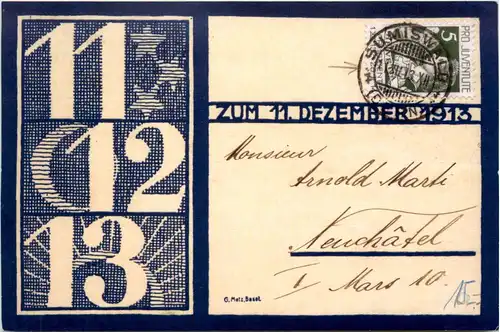 11
12
13
PRO JUVENTUTE
5
SUMISWALD
ZUM 11. DEZEMBER 1913
Monsieur
Arnold Marti
Neuchâtel
1 Mars 10.
G. Metz, Basel.
15.-